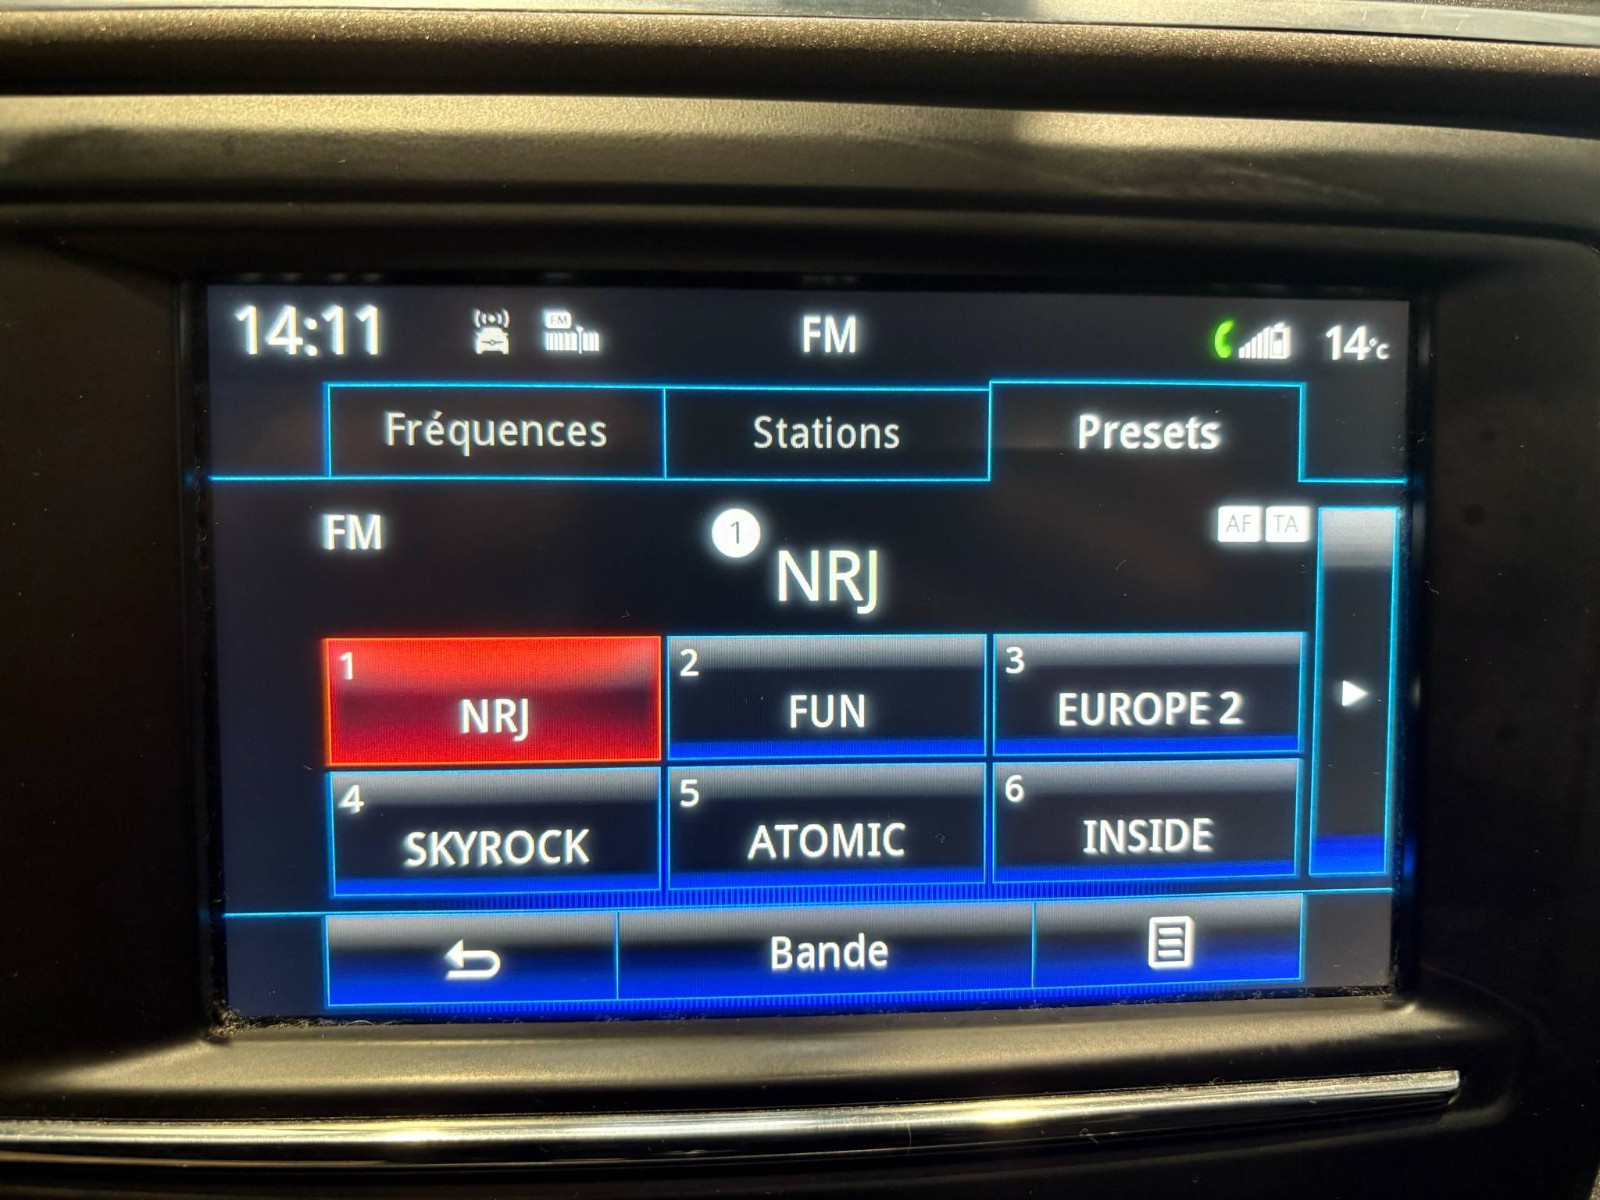 14:11 FM FM 14°C
Fréquences Stations Presets
FM 1 NRJ AF TA
1 NRJ
2 FUN
3 EUROPE 2
4 SKYROCK
5 ATOMIC
6 INSIDE
Bande